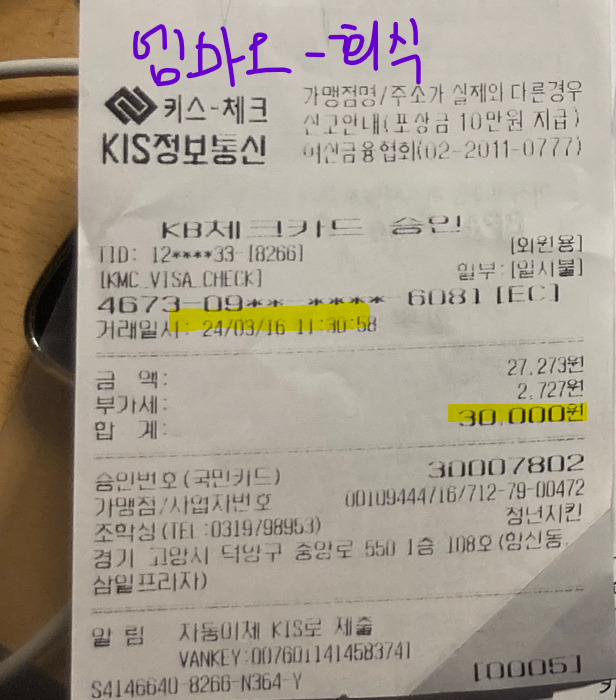 엄마오 - 회식
키스-체크
KIS정보통신
가맹점명/주소가 실제와 다른경우
신고안내(포상금 10만원 지급)
여신금융협회(02-2011-0777)
KB체크카드 승인
TID: 12****33-[8266] [회원용]
[KMC_VISA_CHECK] 할부:[일시불]
4673-09**-****-6081[EC]
거래일시: 24/03/16 11:30:58
금 액: 27,273원
부가세: 2,727원
합 계: 30,000원
승인번호(국민카드) 30007802
가맹점/사업자번호 00109444716/712-79-00472
조학성(TEL:0319798953) 청년치킨
경기 고양시 덕양구 중앙로 550 1층 108호(행신동,
삼일프라자)
알 림 자동이체 KIS로 제출
VANKEY:0076011414583741
S4146640-8266-N364-Y [0005]